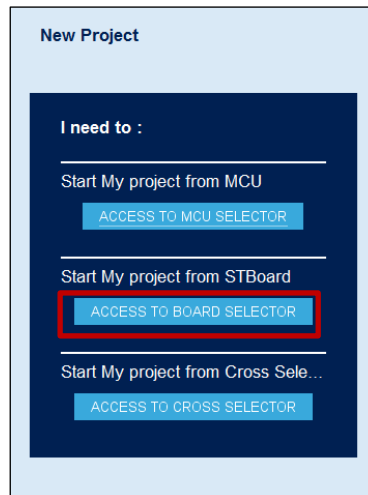 New Project
I need to :
Start My project from MCU
ACCESS TO MCU SELECTOR
Start My project from STBoard
ACCESS TO BOARD SELECTOR
Start My project from Cross Sele...
ACCESS TO CROSS SELECTOR